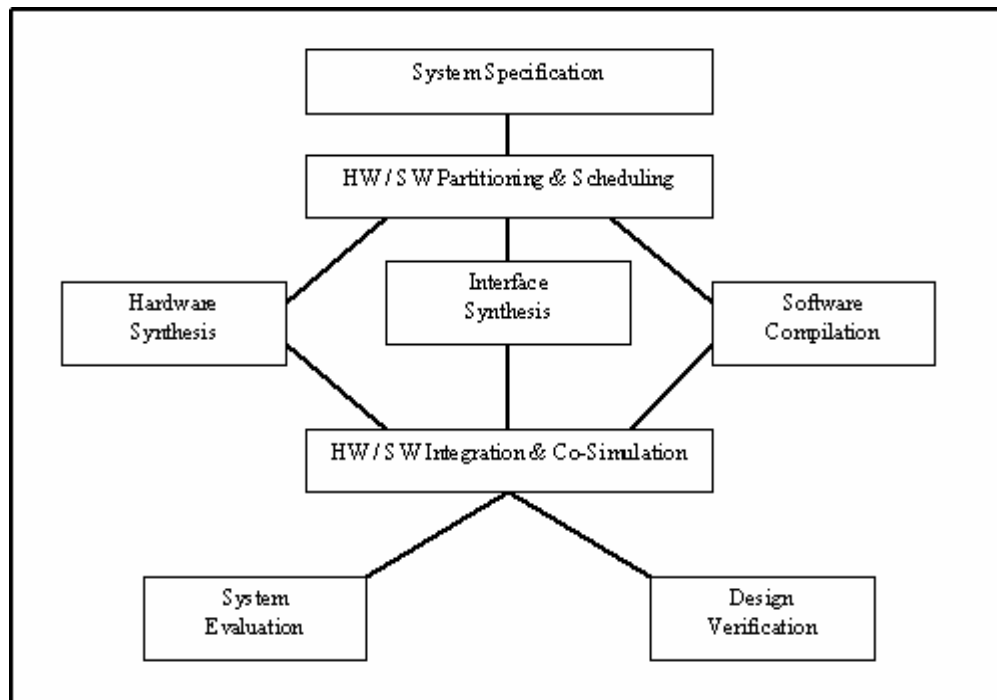 System Specification
HW / SW Partitioning & Scheduling
Hardware
Synthesis
Interface
Synthesis
Software
Compilation
HW / SW Integration & Co-Simulation
System
Evaluation
Design
Verification